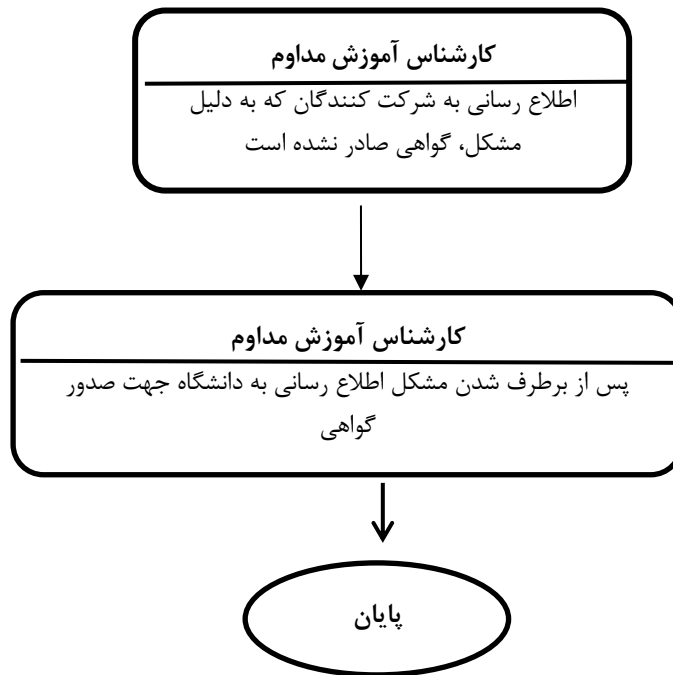 کارشناس آموزش مداوم
اطلاع رسانی به شرکت کنندگان که به دلیل
مشکل، گواهی صادر نشده است
کارشناس آموزش مداوم
پس از برطرف شدن مشکل اطلاع رسانی به دانشگاه جهت صدور
گواهی
پایان